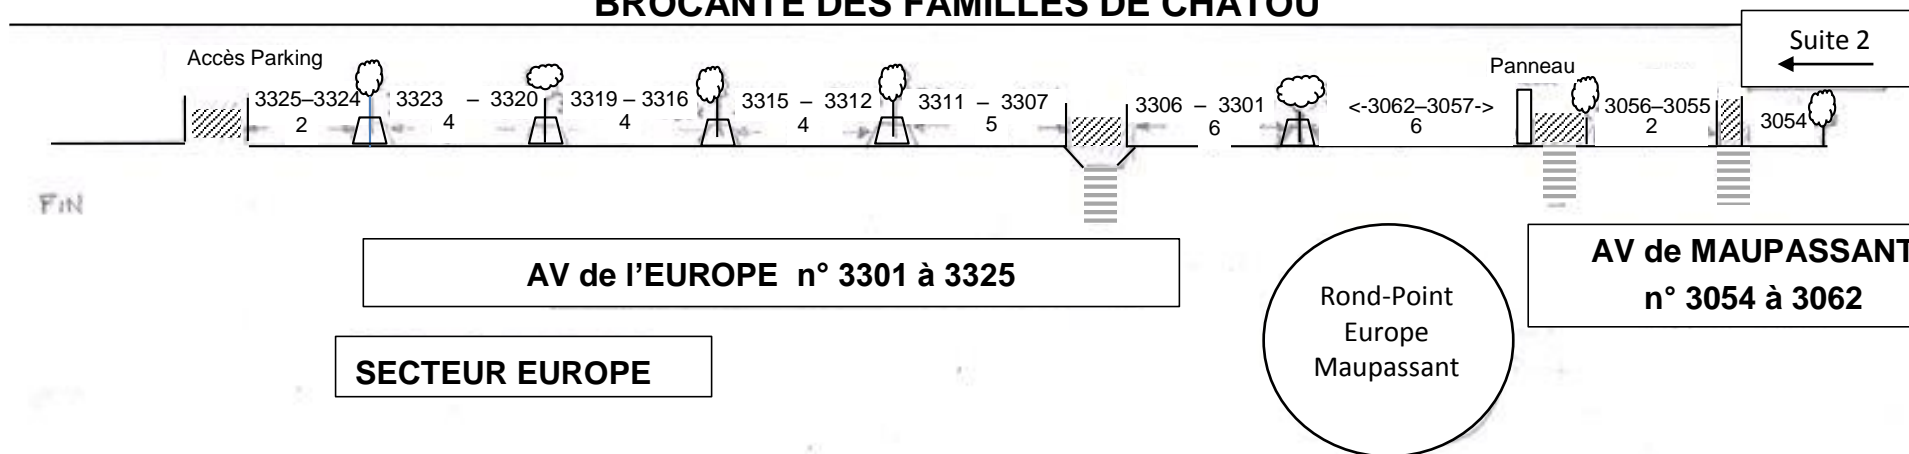 BROCANTE DES FAMILLES DE CHATOU
Suite 2
Accès Parking
Panneau
3325–3324
2
3323 – 3320
4
3319 – 3316
4
3315 – 3312
4
3311 – 3307
5
3306 – 3301
6
<-3062–3057->
6
3056–3055
2
3054
FIN
AV de l'EUROPE n° 3301 à 3325
AV de MAUPASSANT
n° 3054 à 3062
Rond-Point
Europe
Maupassant
SECTEUR EUROPE